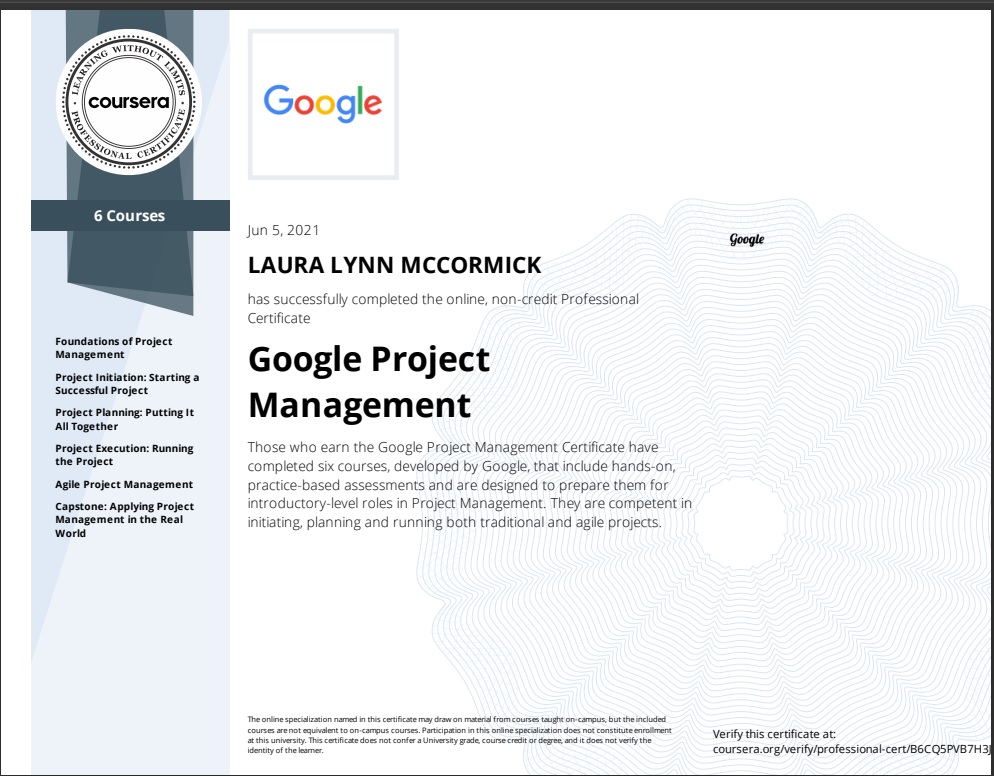 LEARNING WITHOUT LIMITS
coursera
PROFESSIONAL CERTIFICATE
6 Courses
Foundations of Project
Management
Project Initiation: Starting a
Successful Project
Project Planning: Putting It
All Together
Project Execution: Running
the Project
Agile Project Management
Capstone: Applying Project
Management in the Real
World
Google
Jun 5, 2021
LAURA LYNN MCCORMICK
has successfully completed the online, non-credit Professional
Certificate
Google Project
Management
Those who earn the Google Project Management Certificate have
completed six courses, developed by Google, that include hands-on,
practice-based assessments and are designed to prepare them for
introductory-level roles in Project Management. They are competent in
initiating, planning and running both traditional and agile projects.
Google
The online specialization named in this certificate may draw on material from courses taught on-campus, but the included
courses are not equivalent to on-campus courses. Participation in this online specialization does not constitute enrollment
at this university. This certificate does not confer a University grade, course credit or degree, and it does not verify the
identity of the learner.
Verify this certificate at:
coursera.org/verify/professional-cert/B6CQ5PVB7H3J